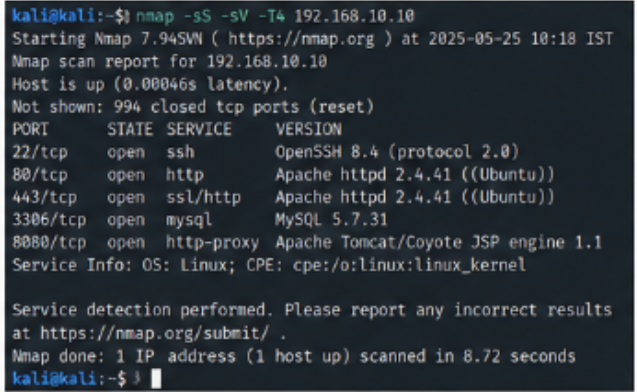 kali@kali:~$ nmap -sS -sV -T4 192.168.10.10
Starting Nmap 7.94SVN ( https://nmap.org ) at 2025-05-25 10:18 IST
Nmap scan report for 192.168.10.10
Host is up (0.00046s latency).
Not shown: 994 closed tcp ports (reset)
PORT STATE SERVICE VERSION
22/tcp open ssh OpenSSH 8.4 (protocol 2.0)
80/tcp open http Apache httpd 2.4.41 ((Ubuntu))
443/tcp open ssl/http Apache httpd 2.4.41 ((Ubuntu))
3306/tcp open mysql MySQL 5.7.31
8080/tcp open http-proxy Apache Tomcat/Coyote JSP engine 1.1
Service Info: OS: Linux; CPE: cpe:/o:linux:linux_kernel
Service detection performed. Please report any incorrect results
at https://nmap.org/submit/ .
Nmap done: 1 IP address (1 host up) scanned in 8.72 seconds
kali@kali:~$